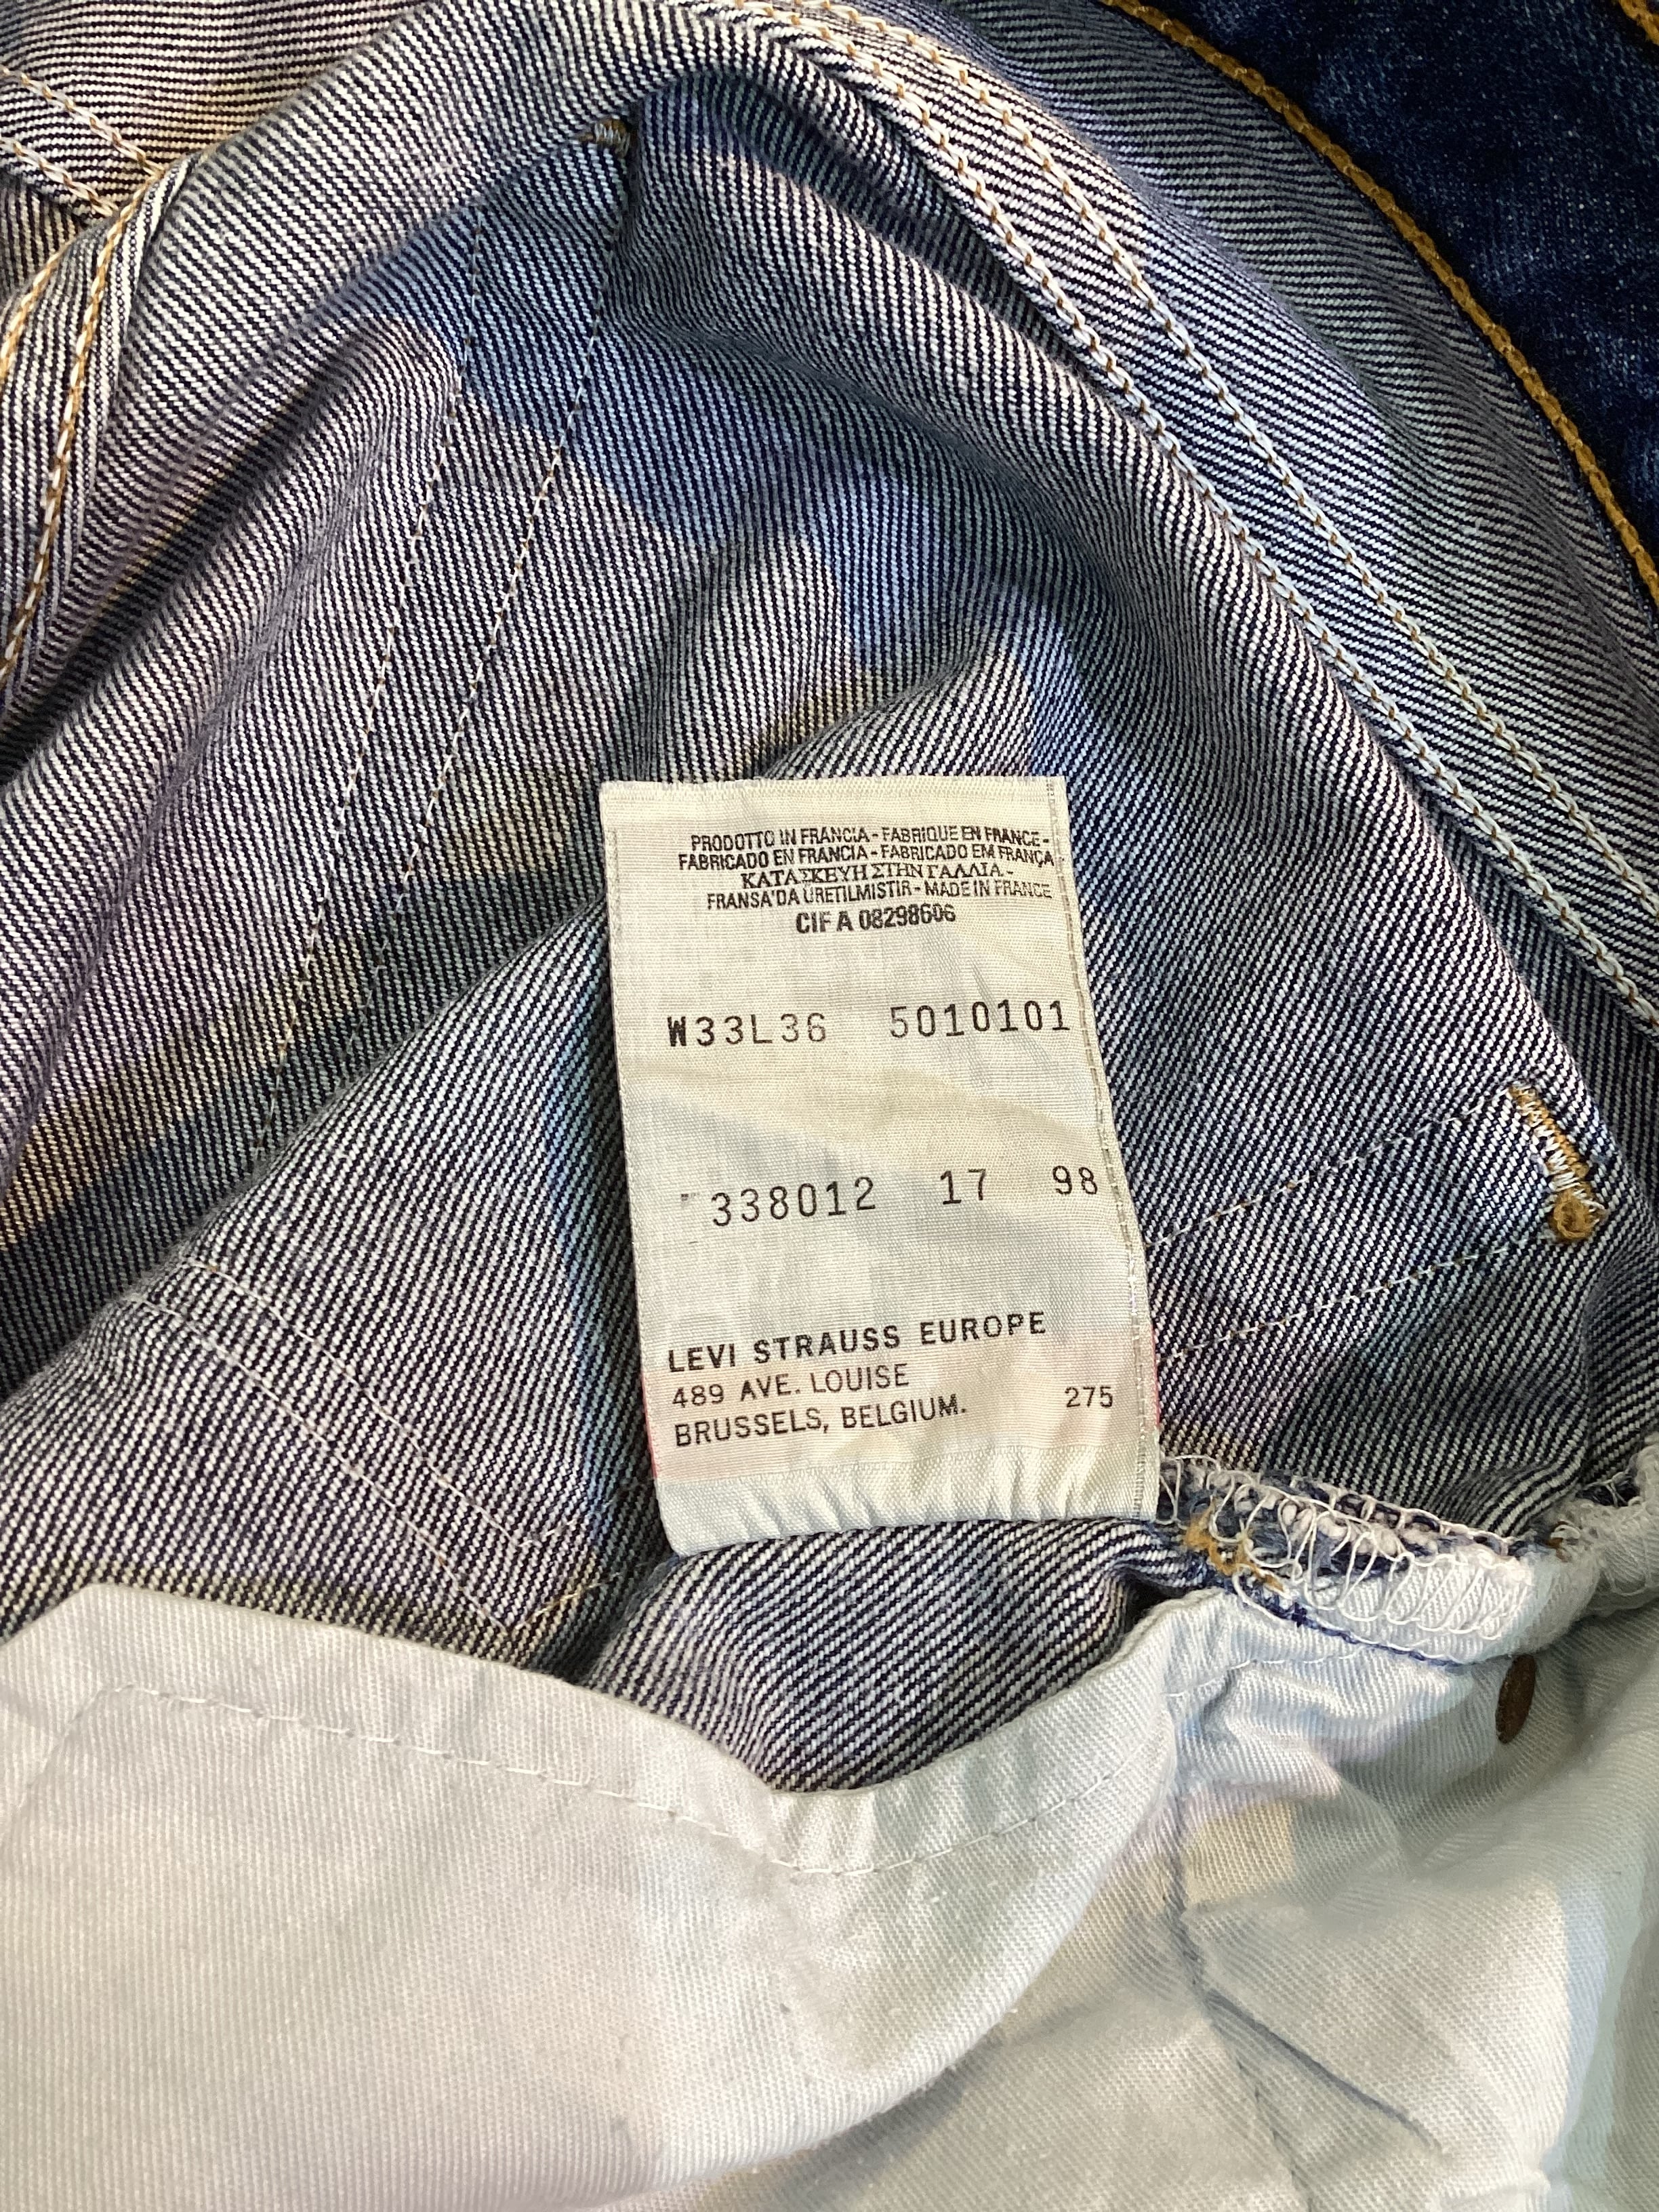 PRODOTTO IN FRANCIA - FABRIQUE EN FRANCE -
FABRICADO EN FRANCIA - FABRICADO EM FRANÇA
ΚΑΤΑΣΚΕΥΗ ΣΤΗΝ ΓΑΛΛΙΑ -
FRANSA'DA ÜRETILMISTIR - MADE IN FRANCE
CIF A 08298606
W33L36 5010101
338012 17 98
LEVI STRAUSS EUROPE
489 AVE. LOUISE
BRUSSELS, BELGIUM. 275